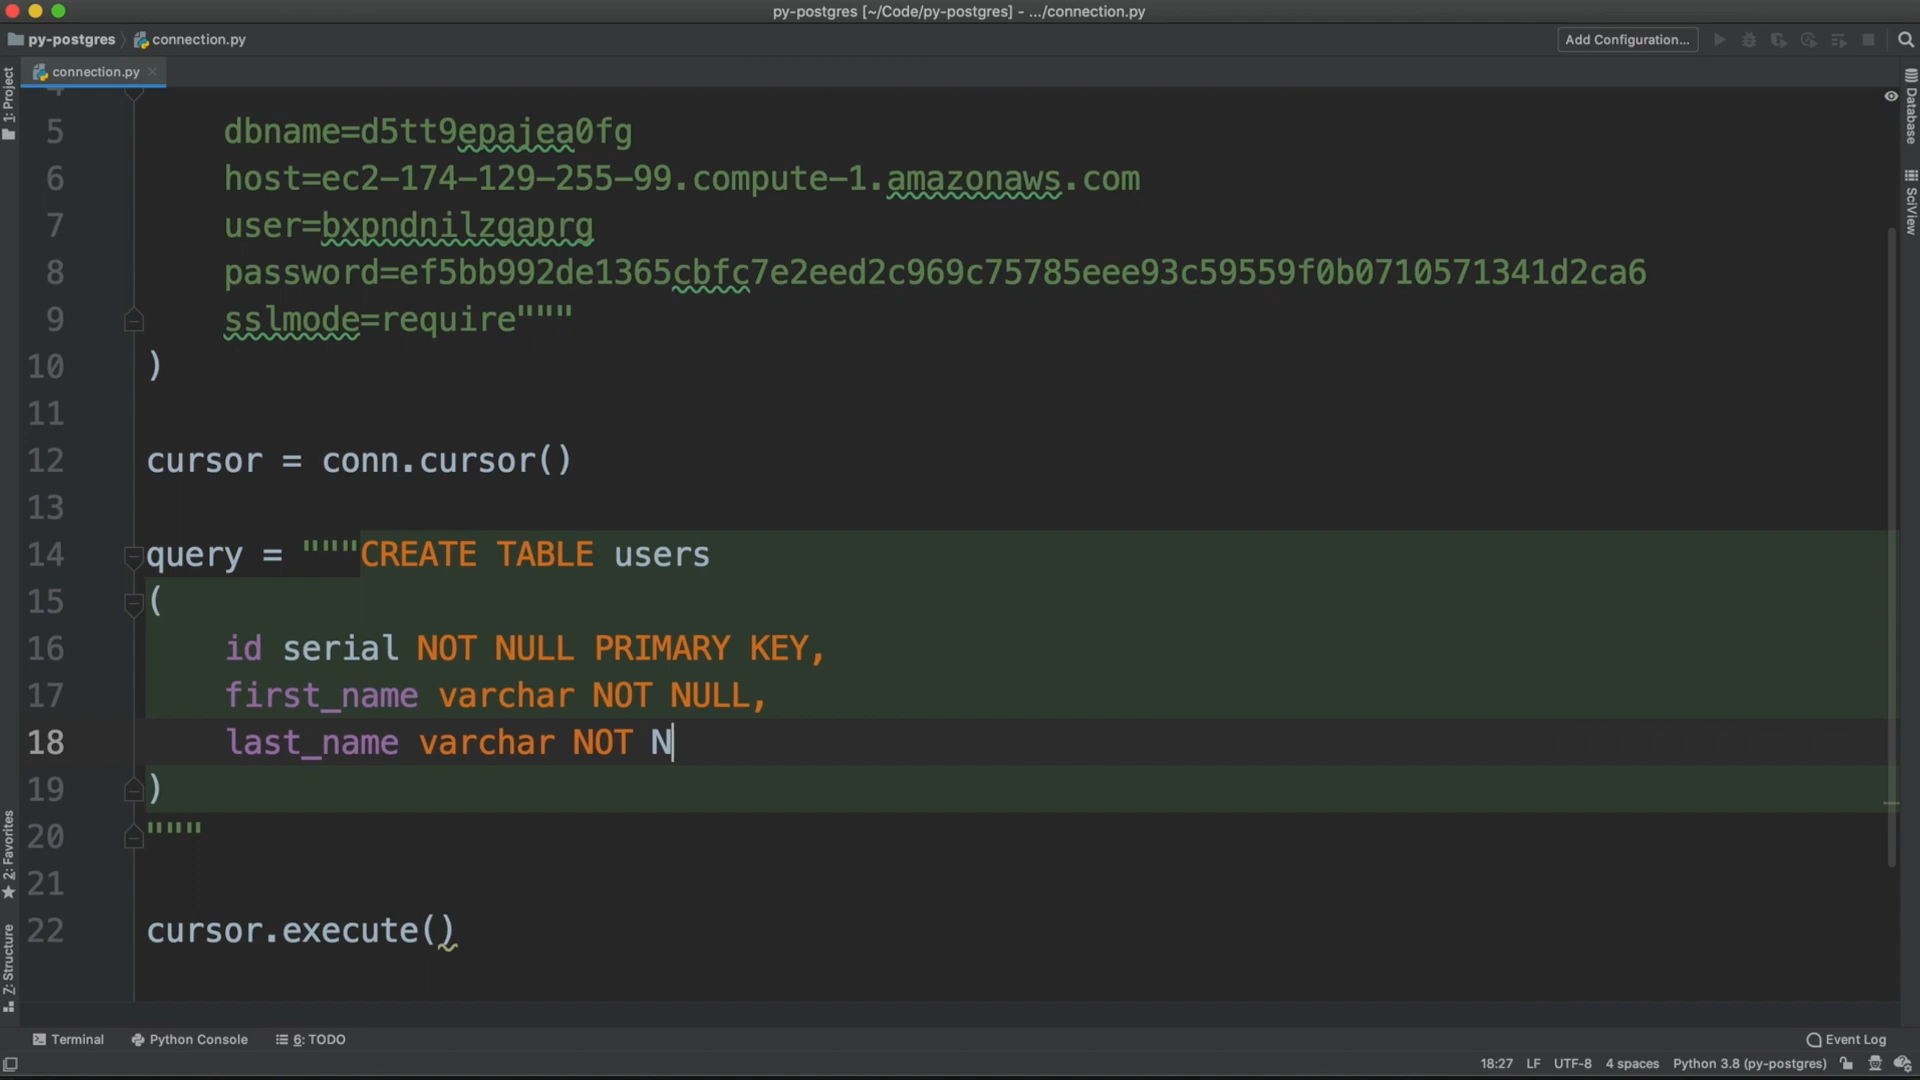 py-postgres [~/Code/py-postgres] - .../connection.py
py-postgres
connection.py
Add Configuration...
connection.py
1: Project
Database
SciView
2: Favorites
Z: Structure
4
5 dbname=d5tt9epajea0fg
6 host=ec2-174-129-255-99.compute-1.amazonaws.com
7 user=bxpndnilzgaprg
8 password=ef5bb992de1365cbfc7e2eed2c969c75785eee93c59559f0b0710571341d2ca6
9 sslmode=require"""
10 )
11
12 cursor = conn.cursor()
13
14 query = """CREATE TABLE users
15 (
16 id serial NOT NULL PRIMARY KEY,
17 first_name varchar NOT NULL,
18 last_name varchar NOT N
19 )
20 """
21
22 cursor.execute()
Terminal
Python Console
6: TODO
Event Log
18:27 LF UTF-8 4 spaces Python 3.8 (py-postgres)